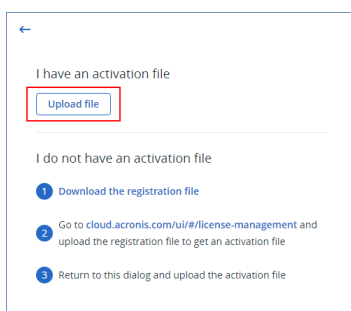 I have an activation file
Upload file
I do not have an activation file
1 Download the registration file
2 Go to cloud.acronis.com/ui/#/license-management and
upload the registration file to get an activation file
3 Return to this dialog and upload the activation file